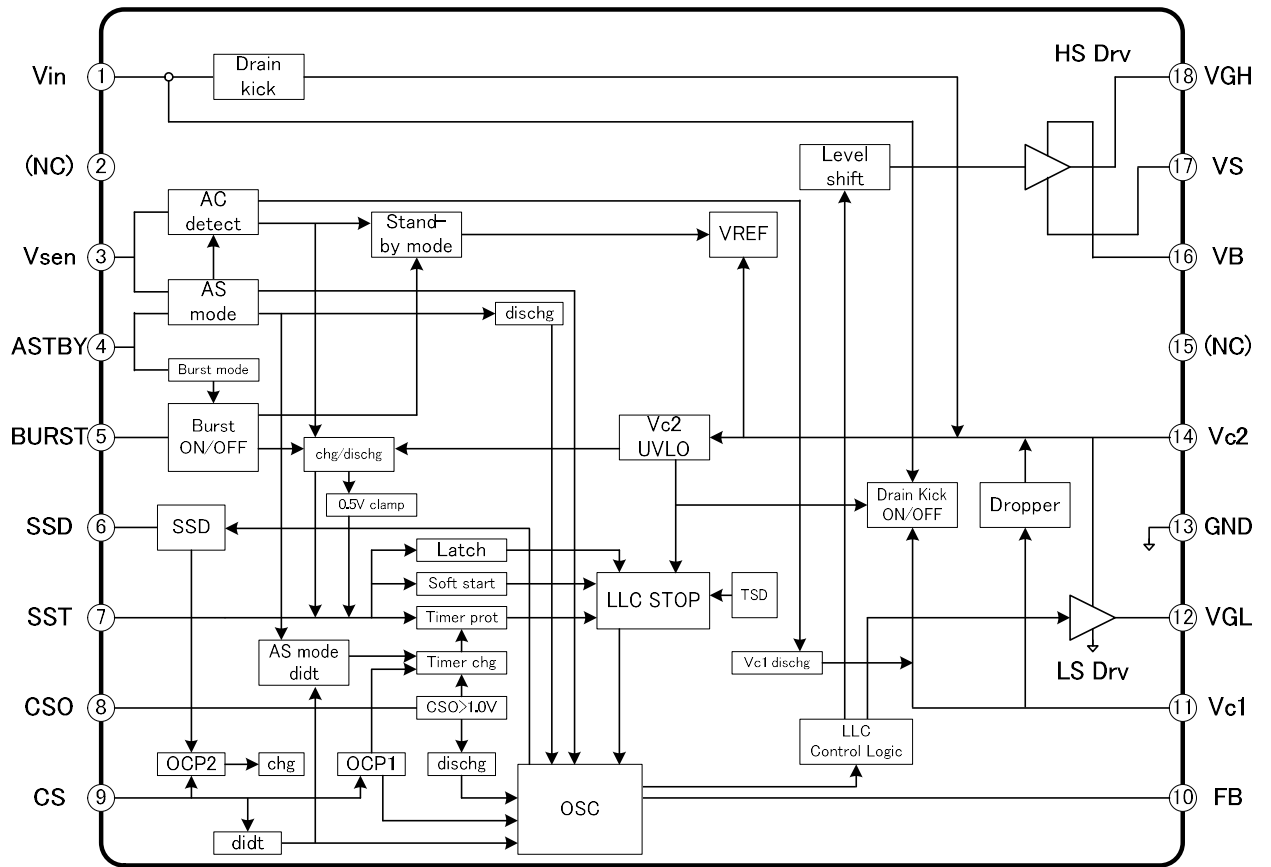 Vin
1
Drain
kick
HS Drv
18
VGH
(NC)
2
Level
shift
17
VS
AC
detect
Stand-
by mode
VREF
Vsen
3
16
VB
AS
mode
dischg
ASTBY
4
15
(NC)
Burst mode
BURST
5
Burst
ON/OFF
chg/dischg
Vc2
UVLO
14
Vc2
0.5V clamp
Drain Kick
ON/OFF
Dropper
SSD
6
SSD
13
GND
Latch
Soft start
LLC STOP
TSD
SST
7
Timer prot
12
VGL
AS mode
didt
Timer chg
Vc1 dischg
LS Drv
CSO
8
CSO>1.0V
11
Vc1
LLC
Control Logic
OCP2
chg
OCP1
dischg
CS
9
OSC
10
FB
didt